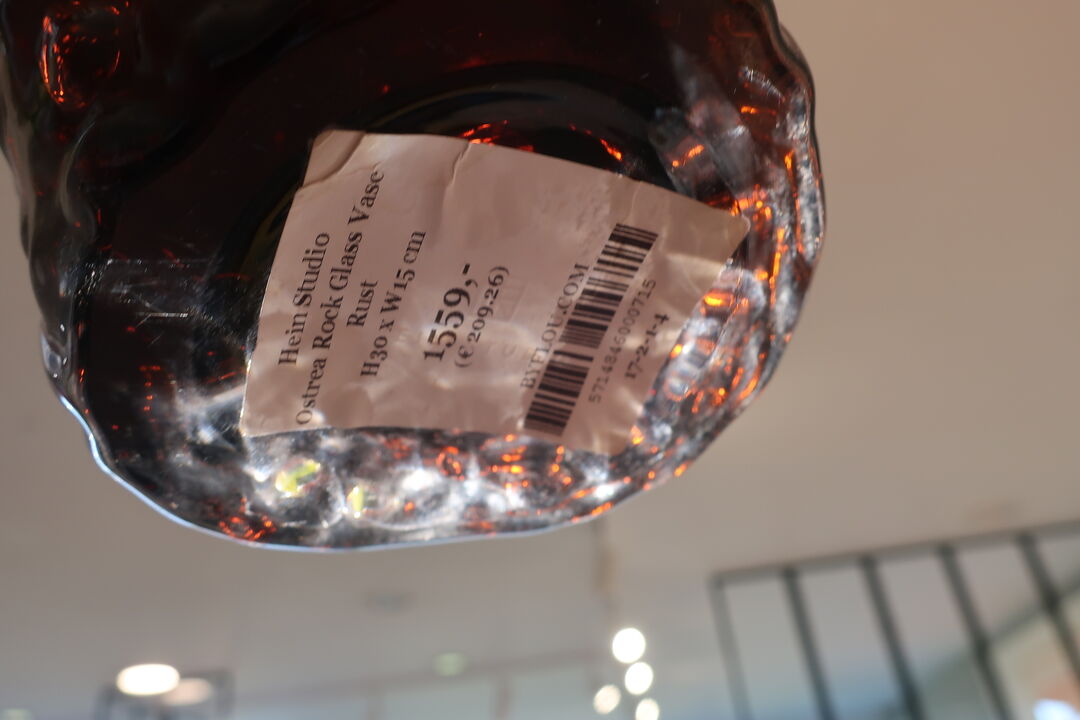 Hein Studio
Ostrea Rock Glass Vase
Rust
H30 x W15 cm
1559,-
(€ 209.26)
BYFLOU.COM
5714846000715
17-2-1-4